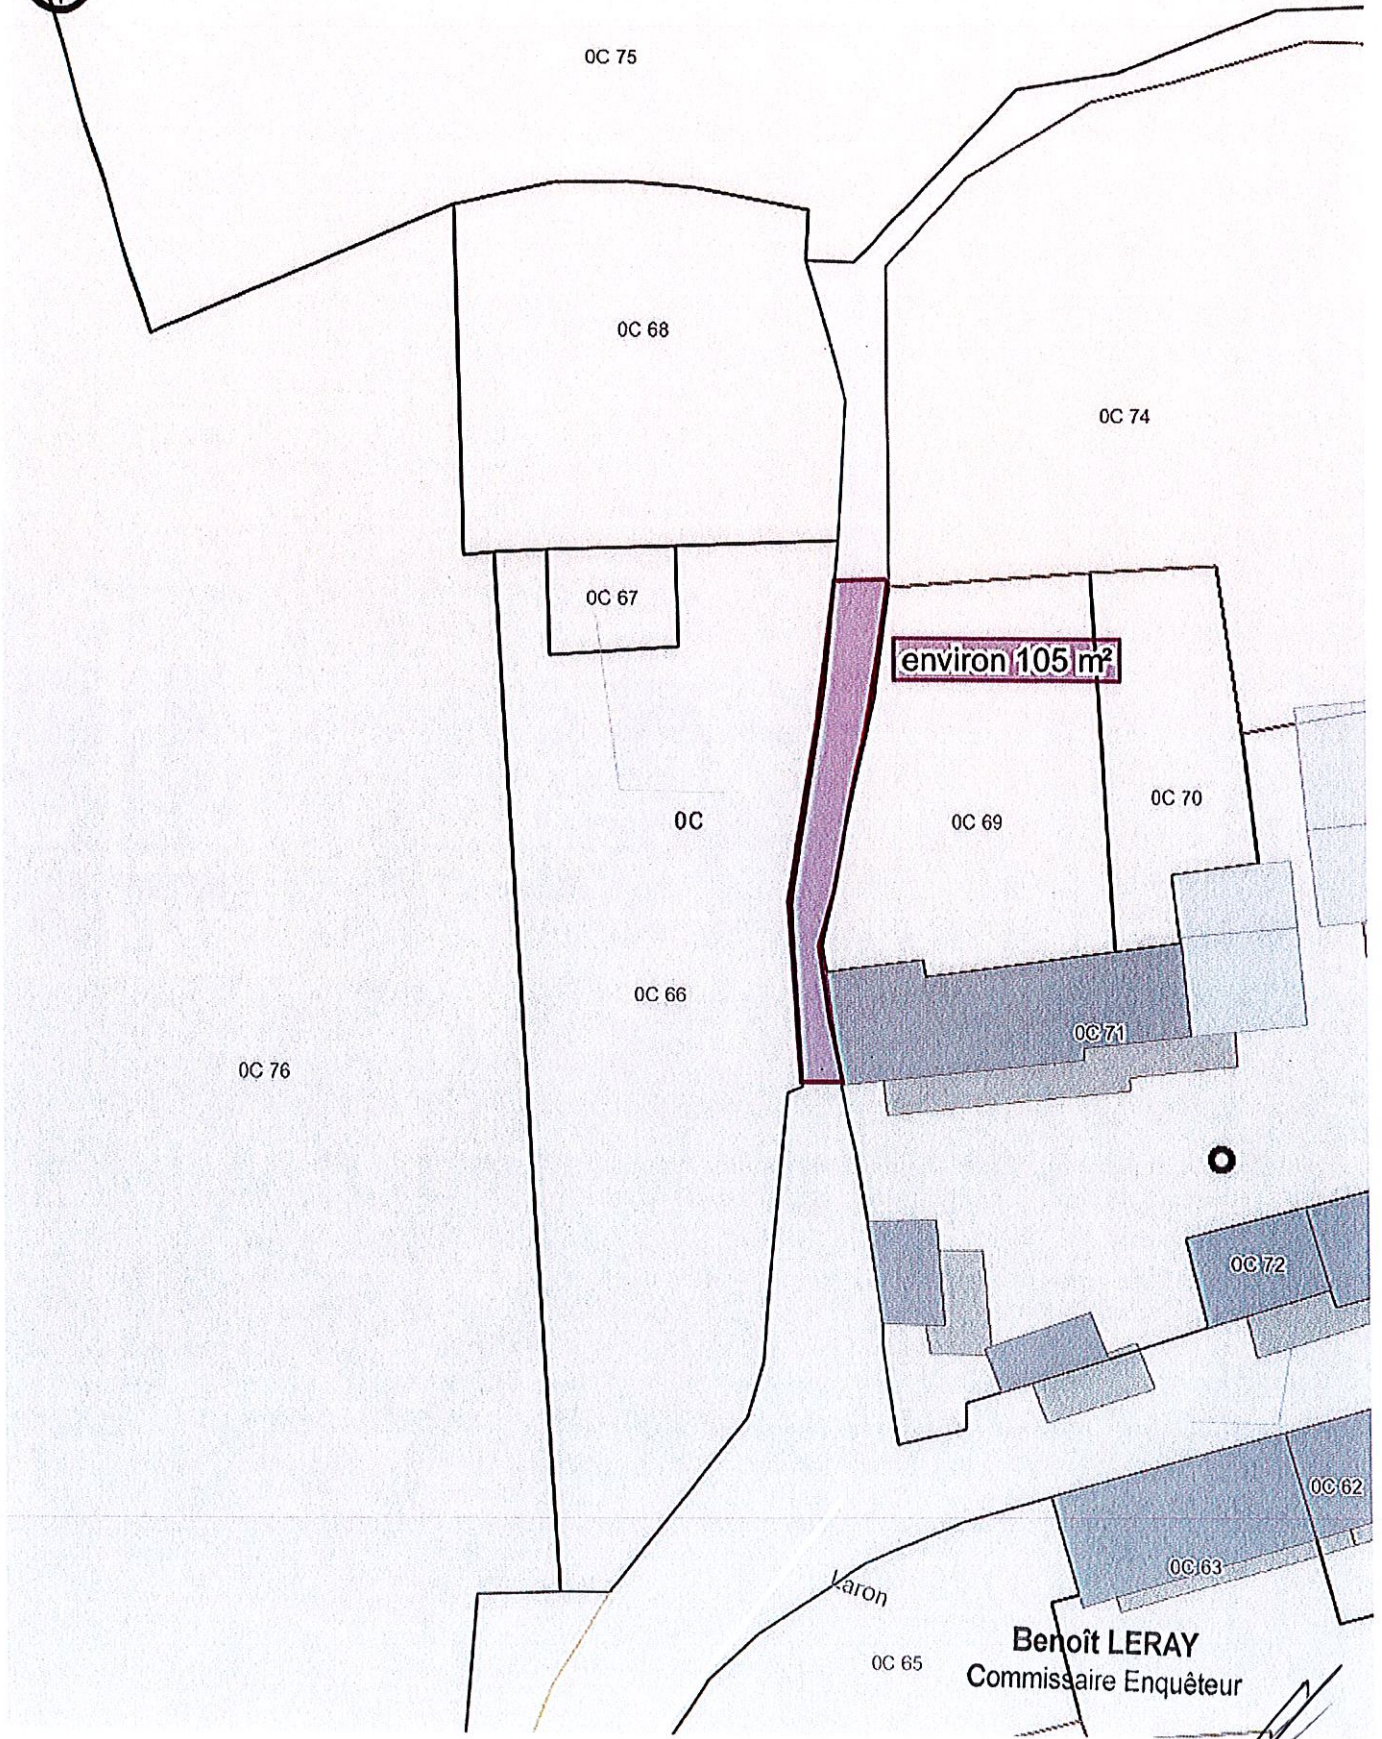 0C 75
0C 68
0C 74
0C 67
environ 105 m²
0C 70
0C
0C 69
0C 66
0C 71
0C 76
0C 72
0C 62
0C 63
Laron
Benoît LERAY
0C 65
Commissaire Enquêteur